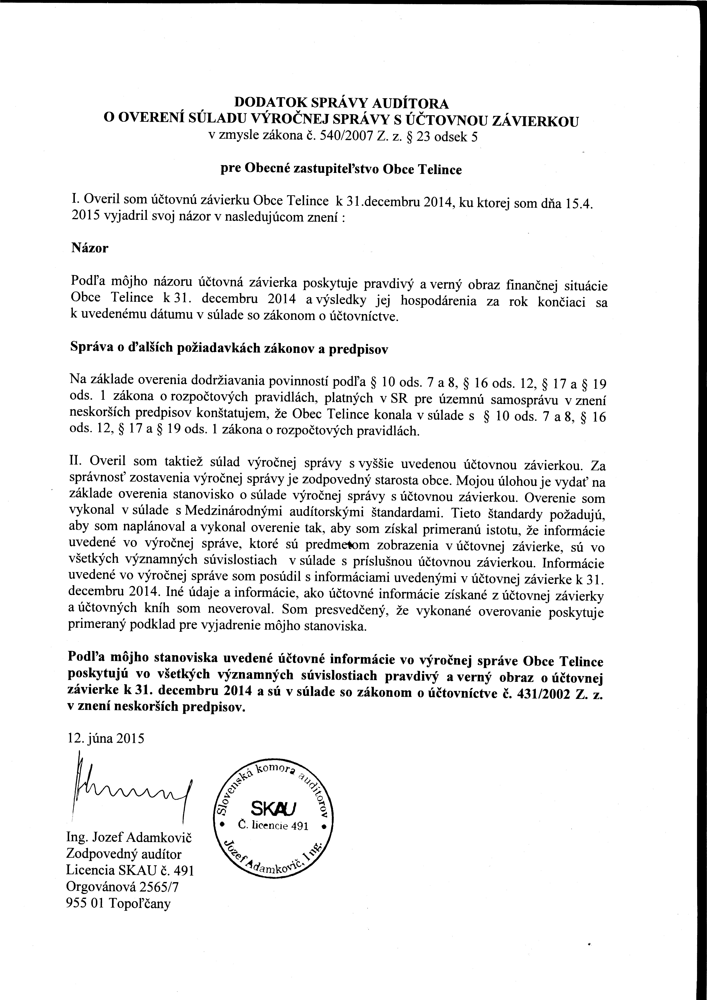 DODATOK SPRÁVY AUDÍTORA
O OVERENÍ SÚLADU VÝROČNEJ SPRÁVY S ÚČTOVNOU ZÁVIERKOU
v zmysle zákona č. 540/2007 Z. z. § 23 odsek 5
pre Obecné zastupiteľstvo Obce Telince
I. Overil som účtovnú závierku Obce Telince k 31.decembru 2014, ku ktorej som dňa 15.4.
2015 vyjadril svoj názor v nasledujúcom znení :
Názor
Podľa môjho názoru účtovná závierka poskytuje pravdivý a verný obraz finančnej situácie
Obce Telince k 31. decembru 2014 a výsledky jej hospodárenia za rok končiaci sa
k uvedenému dátumu v súlade so zákonom o účtovníctve.
Správa o ďalších požiadavkách zákonov a predpisov
Na základe overenia dodržiavania povinností podľa § 10 ods. 7 a 8, § 16 ods. 12, § 17 a § 19
ods. 1 zákona o rozpočtových pravidlách, platných v SR pre územnú samosprávu v znení
neskorších predpisov konštatujem, že Obec Telince konala v súlade s § 10 ods. 7 a 8, § 16
ods. 12, § 17 a § 19 ods. 1 zákona o rozpočtových pravidlách.
II. Overil som taktiež súlad výročnej správy s vyššie uvedenou účtovnou závierkou. Za
správnosť zostavenia výročnej správy je zodpovedný starosta obce. Mojou úlohou je vydať na
základe overenia stanovisko o súlade výročnej správy s účtovnou závierkou. Overenie som
vykonal v súlade s Medzinárodnými audítorskými štandardami. Tieto štandardy požadujú,
aby som naplánoval a vykonal overenie tak, aby som získal primeranú istotu, že informácie
uvedené vo výročnej správe, ktoré sú predmetom zobrazenia v účtovnej závierke, sú vo
všetkých významných súvislostiach v súlade s príslušnou účtovnou závierkou. Informácie
uvedené vo výročnej správe som posúdil s informáciami uvedenými v účtovnej závierke k 31.
decembru 2014. Iné údaje a informácie, ako účtovné informácie získané z účtovnej závierky
a účtovných kníh som neoveroval. Som presvedčený, že vykonané overovanie poskytuje
primeraný podklad pre vyjadrenie môjho stanoviska.
Podľa môjho stanoviska uvedené účtovné informácie vo výročnej správe Obce Telince
poskytujú vo všetkých významných súvislostiach pravdivý a verný obraz o účtovnej
závierke k 31. decembru 2014 a sú v súlade so zákonom o účtovníctve č. 431/2002 Z. z.
v znení neskorších predpisov.
12. júna 2015
Slovenská komora audítorov
SKAU
Č. licencie 491
Jozef Adamkovič, Ing.
Ing. Jozef Adamkovič
Zodpovedný audítor
Licencia SKAU č. 491
Orgovánová 2565/7
955 01 Topoľčany